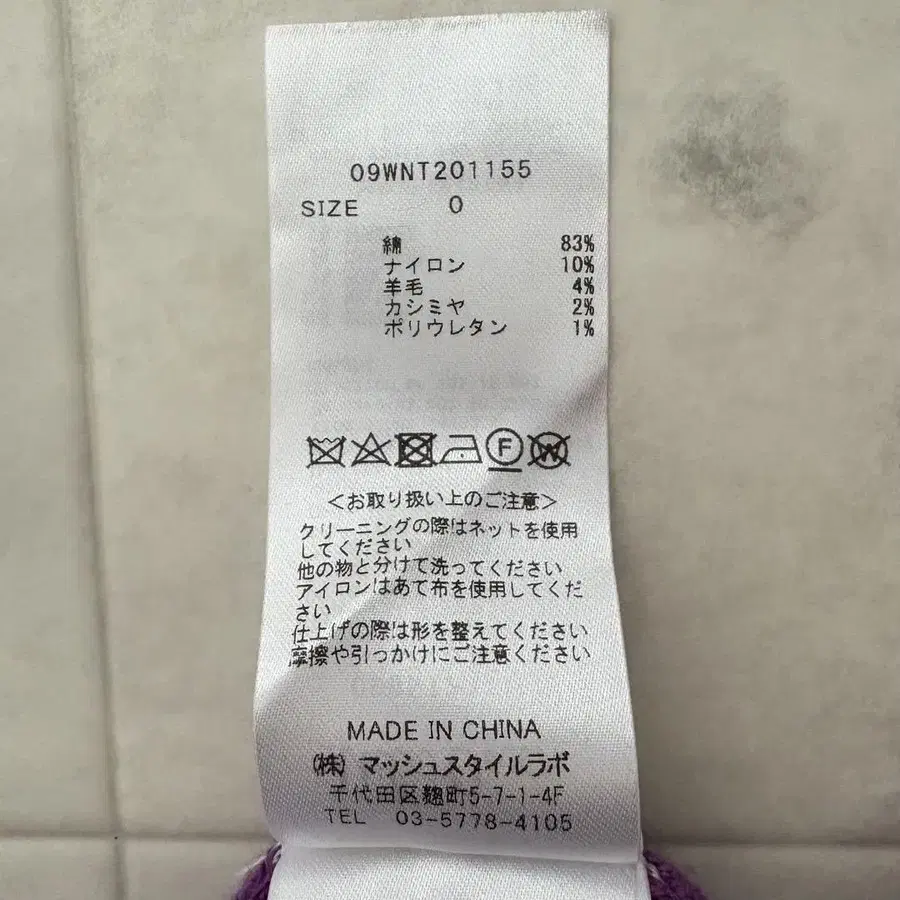 09WNT201155
SIZE 0
綿 83%
ナイロン 10%
羊毛 4%
カシミヤ 2%
ポリウレタン 1%
F W
<お取り扱い上のご注意>
クリーニングの際はネットを使用
してください
他の物と分けて洗ってください
アイロンはあて布を使用してくだ
さい
仕上げの際は形を整えてください
摩擦や引っかけにご注意ください
MADE IN CHINA
(株) マッシュスタイルラボ
千代田区麹町5-7-1-4F
TEL 03-5778-4105